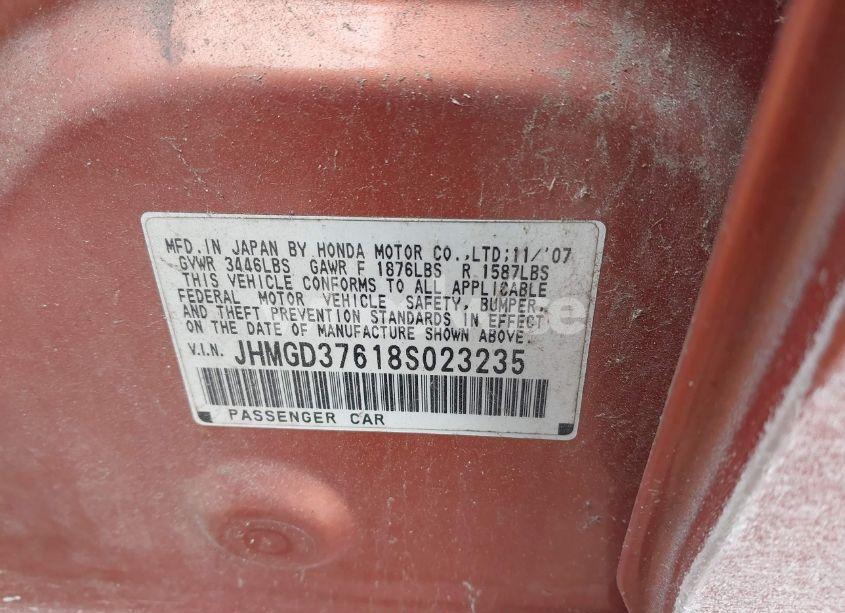 MFD.IN JAPAN BY HONDA MOTOR CO.,LTD;11/'07
GVWR 3446LBS GAWR F 1876LBS R 1587LBS
THIS VEHICLE CONFORMS TO ALL APPLICABLE
FEDERAL MOTOR VEHICLE SAFETY, BUMPER,
AND THEFT PREVENTION STANDARDS IN EFFECT
ON THE DATE OF MANUFACTURE SHOWN ABOVE.
V.I.N. JHMGD37618S023235
PASSENGER CAR